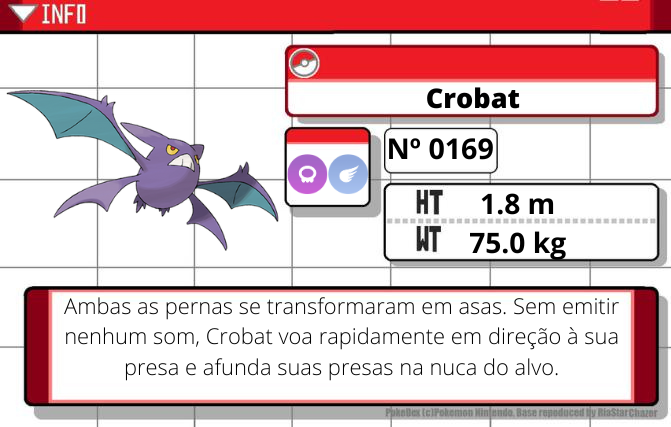 INFO
Crobat
Nº 0169
HT 1.8 m
WT 75.0 kg
Ambas as pernas se transformaram em asas. Sem emitir
nenhum som, Crobat voa rapidamente em direção à sua
presa e afunda suas presas na nuca do alvo.
PokeDex (c)Pokemon Nintendo. Base repoduced by RiaStarChazer